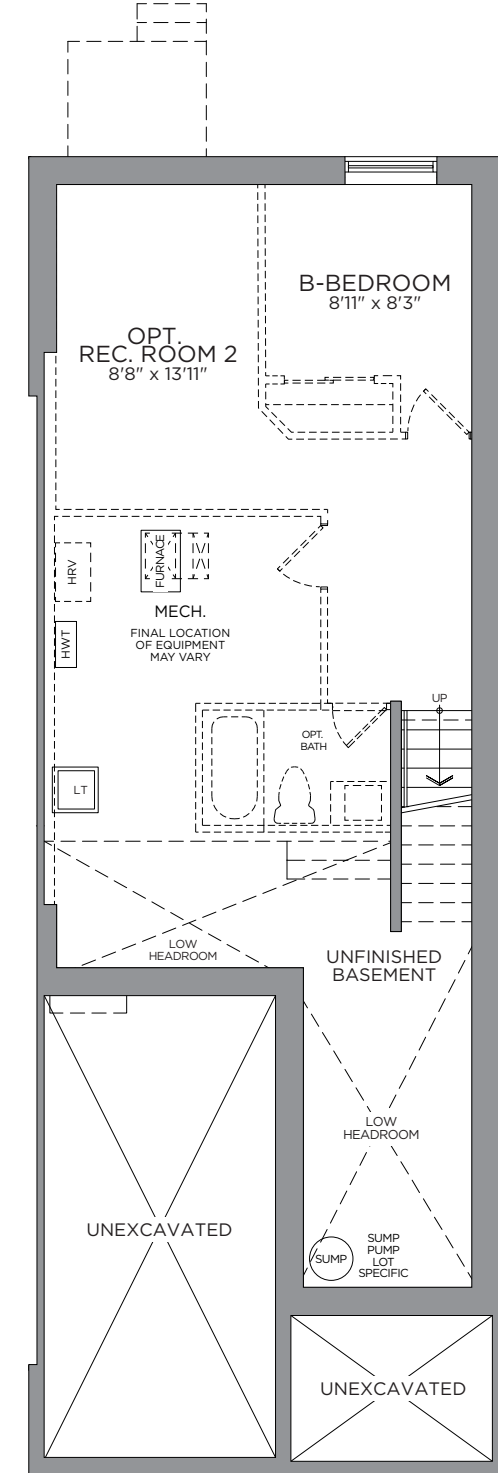 B-BEDROOM
8'11" x 8'3"
OPT.
REC. ROOM 2
8'8" x 13'11"
HRV
FURNACE
MECH.
FINAL LOCATION
OF EQUIPMENT
MAY VARY
HWT
UP
OPT.
BATH
LT
LOW
HEADROOM
UNFINISHED
BASEMENT
LOW
HEADROOM
UNEXCAVATED
SUMP
SUMP
PUMP
LOT
SPECIFIC
UNEXCAVATED